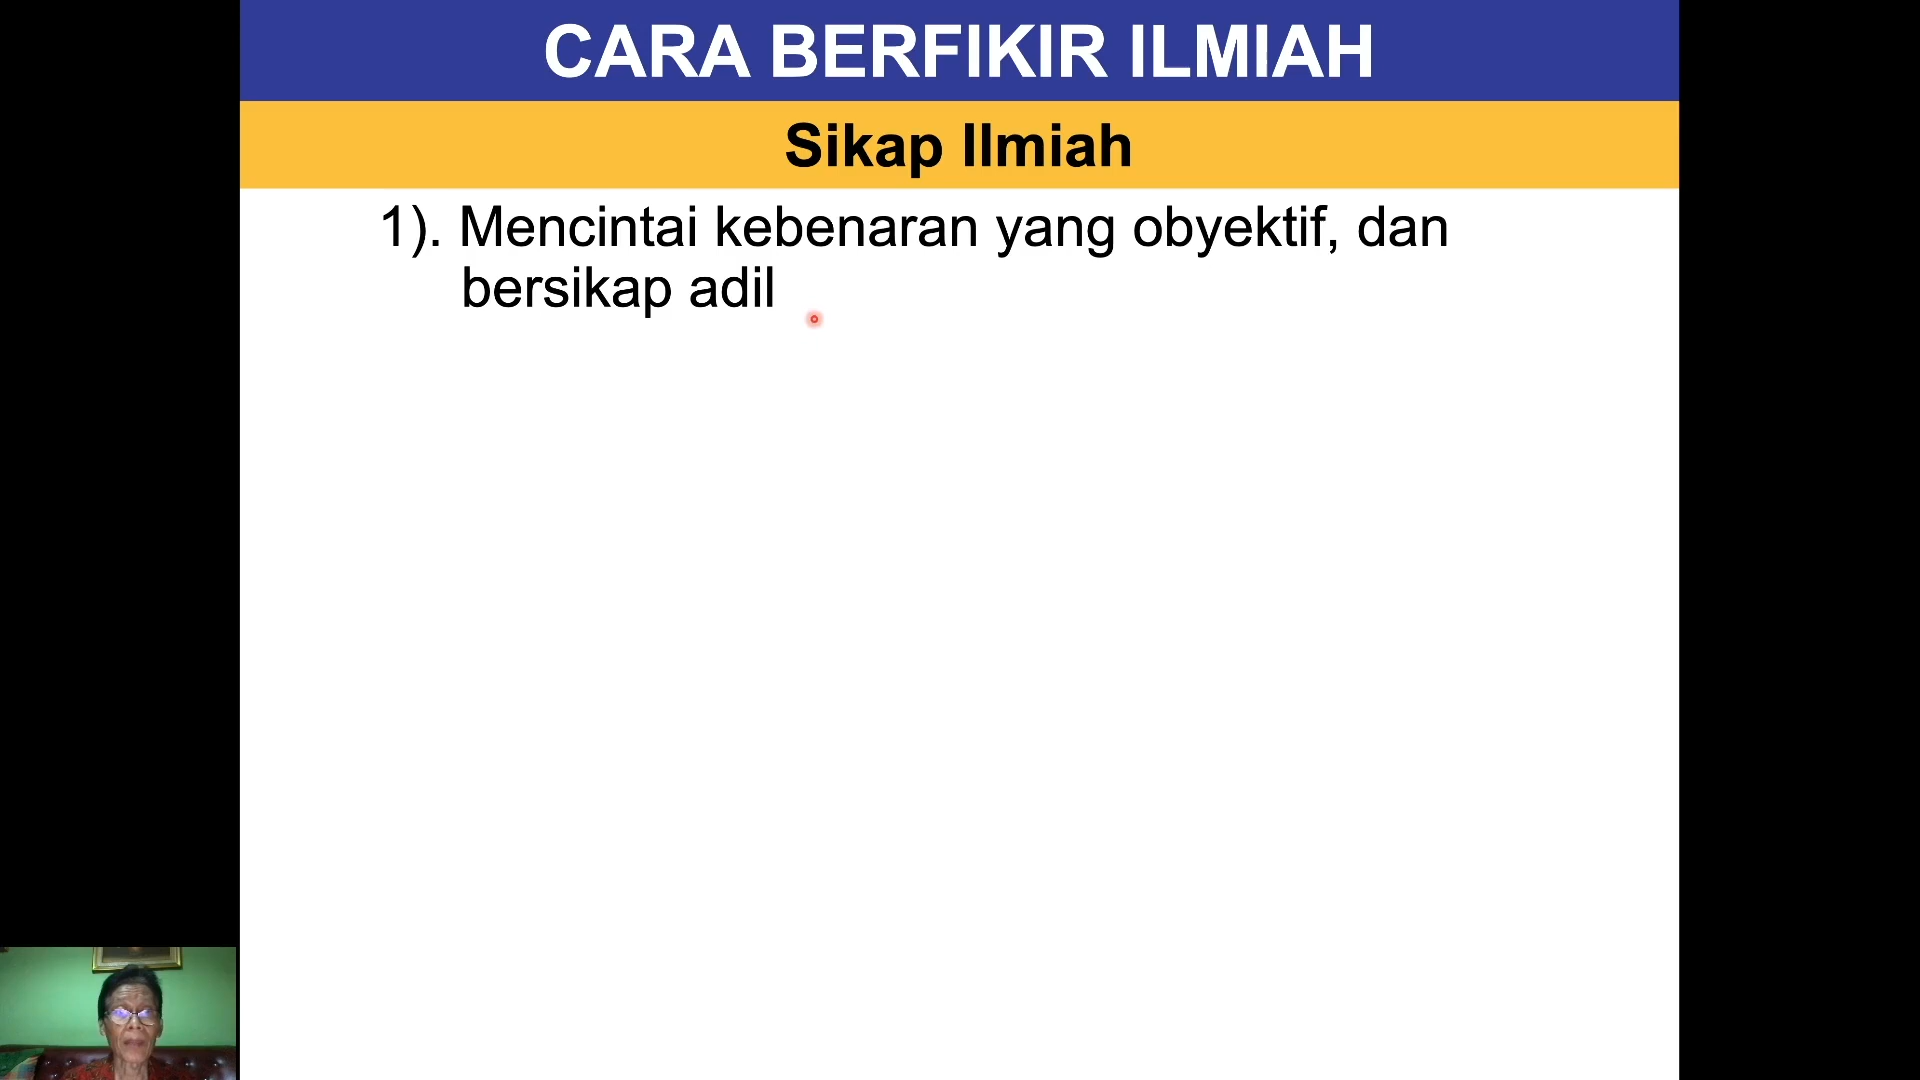 CARA BERFIKIR ILMIAH
Sikap Ilmiah
1). Mencintai kebenaran yang obyektif, dan
bersikap adil